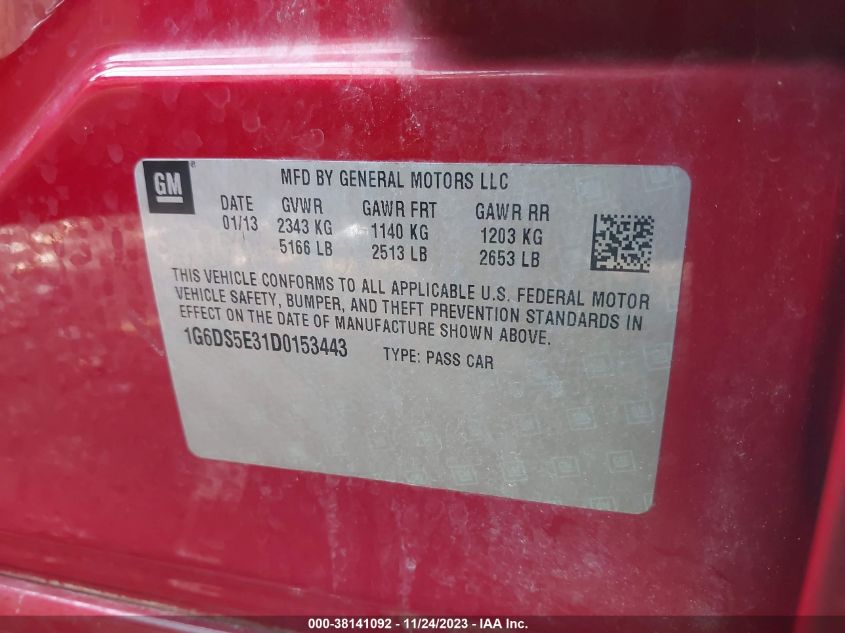 GM
MFD BY GENERAL MOTORS LLC
DATE GVWR GAWR FRT GAWR RR
01/13 2343 KG 1140 KG 1203 KG
5166 LB 2513 LB 2653 LB
THIS VEHICLE CONFORMS TO ALL APPLICABLE U.S. FEDERAL MOTOR
VEHICLE SAFETY, BUMPER, AND THEFT PREVENTION STANDARDS IN
EFFECT ON THE DATE OF MANUFACTURE SHOWN ABOVE.
1G6DS5E31D0153443 TYPE: PASS CAR
000-38141092 - 11/24/2023 - IAA Inc.